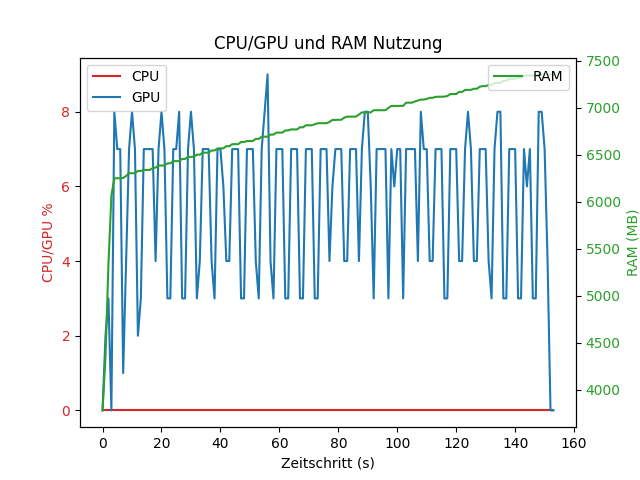 CPU/GPU und RAM Nutzung
CPU
GPU
RAM
CPU/GPU %
8
6
4
2
0
RAM (MB)
7500
7000
6500
6000
5500
5000
4500
4000
0 20 40 60 80 100 120 140 160
Zeitschritt (s)